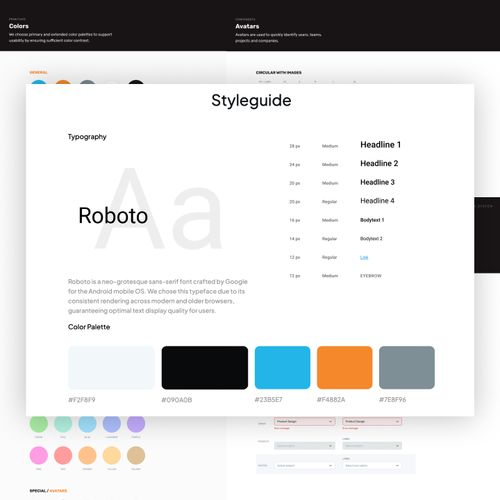 Colors
We choose primary and extended color palettes to support
usability by ensuring sufficient color contrast.
COMPONENTS
Avatars
Avatars are used to quickly identify users, teams,
projects and companies.
GENERAL
CIRCULAR WITH IMAGES
Styleguide
Typography
Aa
Roboto
28 px Medium Headline 1
24 px Medium Headline 2
20 px Medium Headline 3
20 px Regular Headline 4
16 px Medium Bodytext 1
14 px Regular Bodytext 2
12 px Regular Link
12 px Medium EYEBROW
Roboto is a neo-grotesque sans-serif font crafted by Google
for the Android mobile OS. We chose this typeface due to its
consistent rendering across modern and older browsers,
guaranteeing optimal text display quality for users.
Color Palette
#F2F8F9 #090A0B #23B5E7 #F4882A #7E8F96
Product Design Product Design
SPECIAL / AVATARS